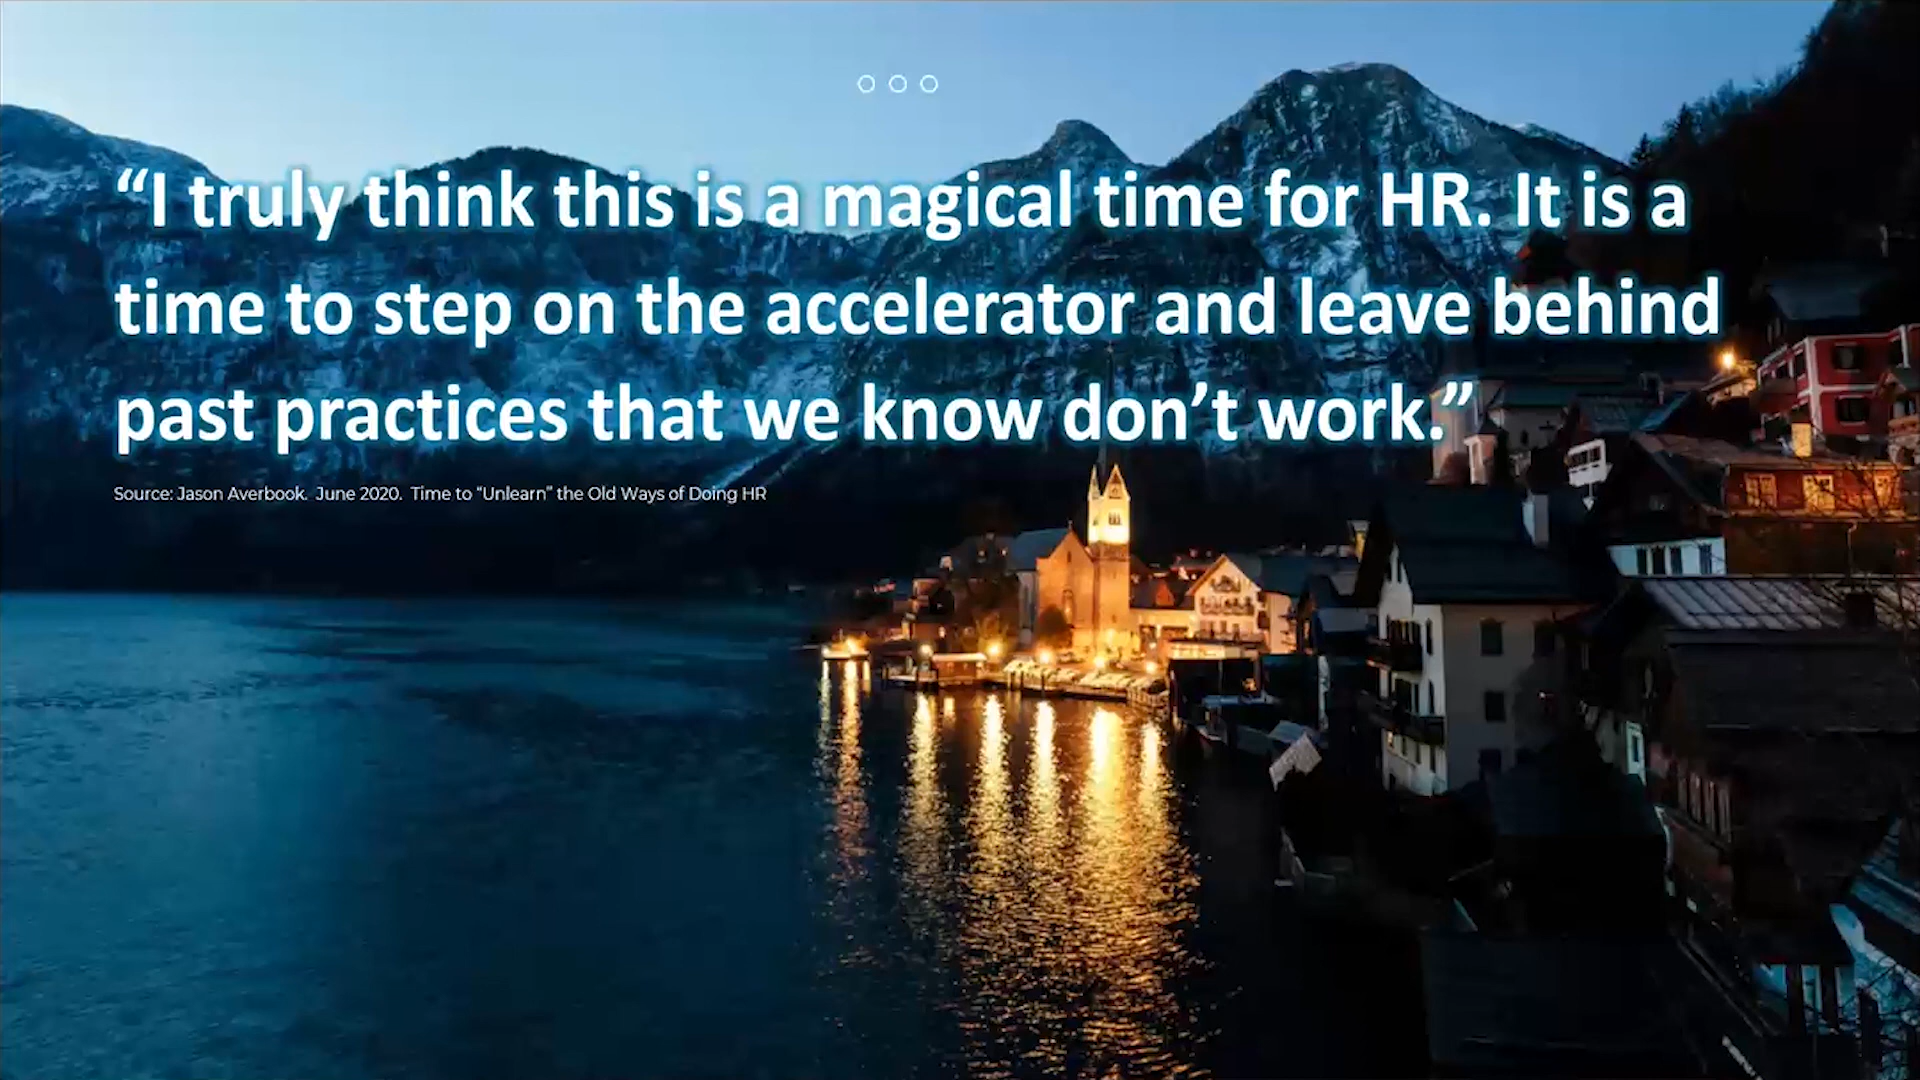 “I truly think this is a magical time for HR. It is a
time to step on the accelerator and leave behind
past practices that we know don’t work.”
Source: Jason Averbook.  June 2020.  Time to “Unlearn” the Old Ways of Doing HR